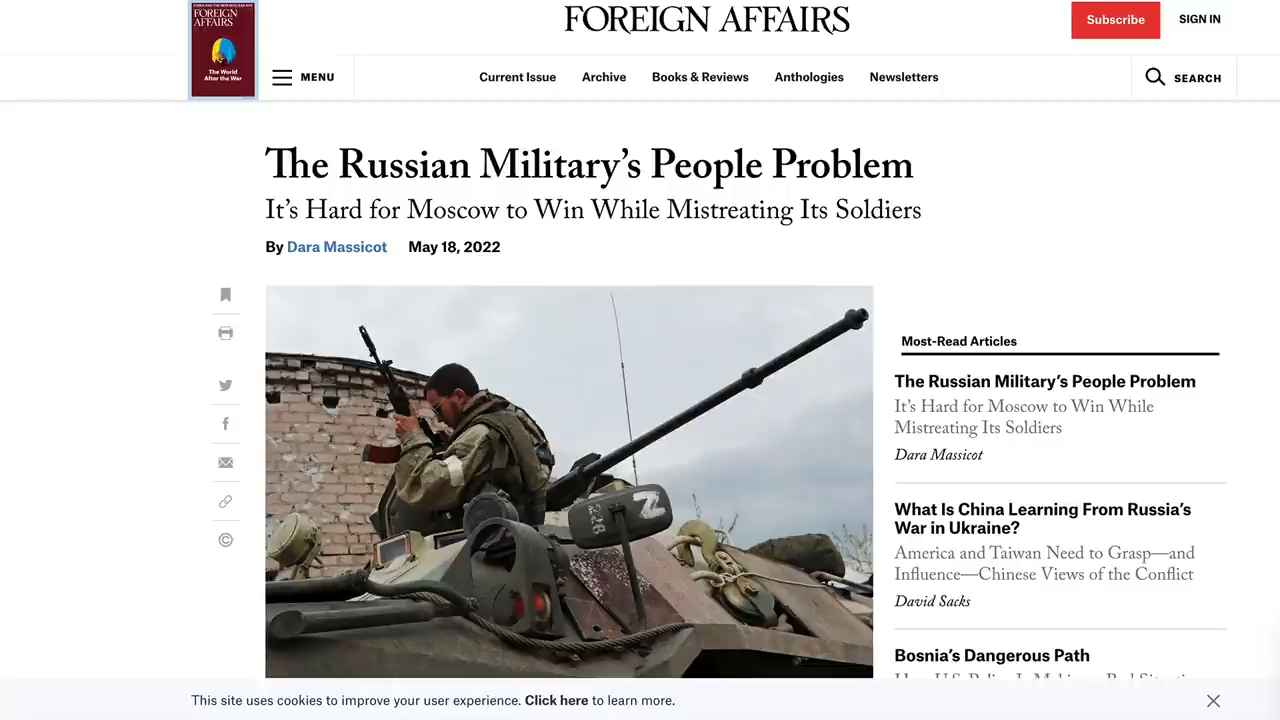 FOREIGN AFFAIRS
Subscribe
SIGN IN
FOREIGN
AFFAIRS
The World
After the War
MENU
Current Issue
Archive
Books & Reviews
Anthologies
Newsletters
SEARCH
The Russian Military's People Problem
It's Hard for Moscow to Win While Mistreating Its Soldiers
By Dara Massicot May 18, 2022
Z
Most-Read Articles
The Russian Military's People Problem
It's Hard for Moscow to Win While
Mistreating Its Soldiers
Dara Massicot
What Is China Learning From Russia's
War in Ukraine?
America and Taiwan Need to Grasp—and
Influence—Chinese Views of the Conflict
David Sacks
Bosnia's Dangerous Path
This site uses cookies to improve your user experience. Click here to learn more.